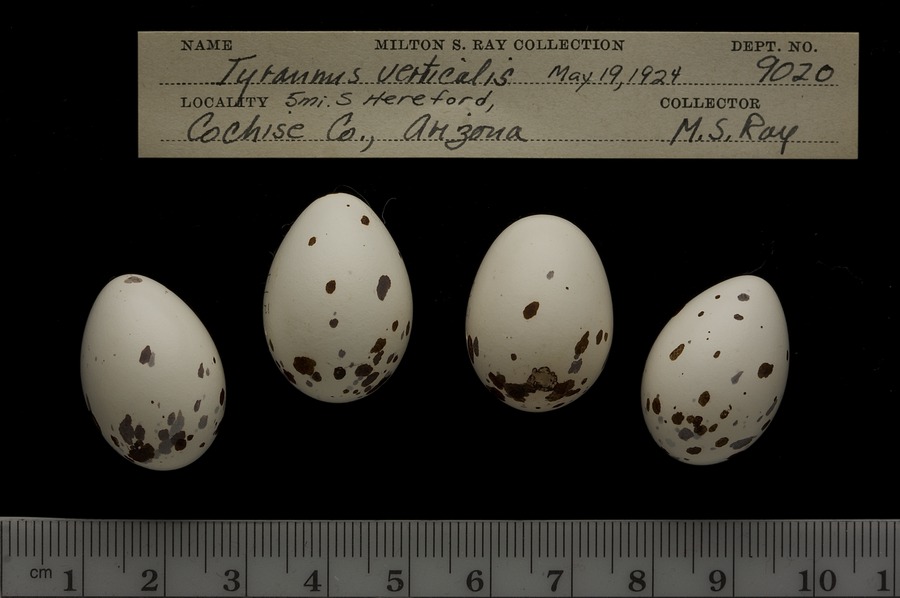 NAME MILTON S. RAY COLLECTION DEPT. NO.
Tyrannus verticalis May 19, 1924 9020
LOCALITY 5mi. S Hereford, COLLECTOR
Cochise Co., Arizona M.S. Ray
cm 1 2 3 4 5 6 7 8 9 10 1